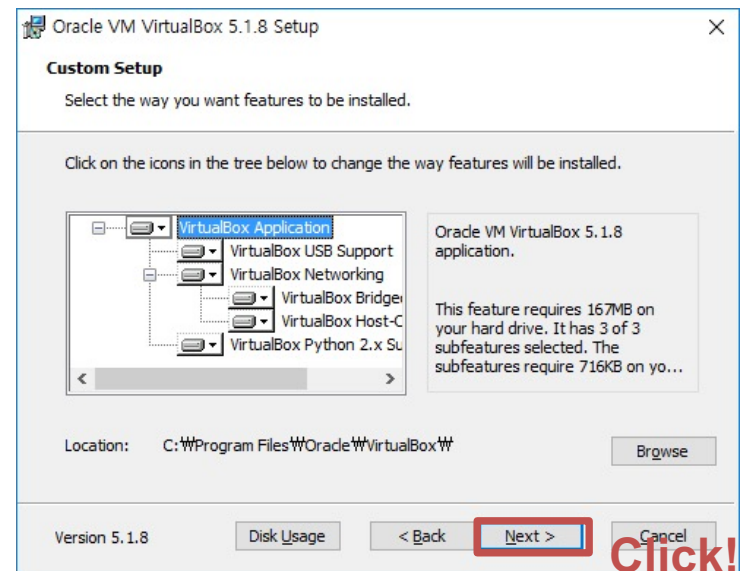 Oracle VM VirtualBox 5.1.8 Setup
Custom Setup
Select the way you want features to be installed.
Click on the icons in the tree below to change the way features will be installed.
VirtualBox Application
VirtualBox USB Support
VirtualBox Networking
VirtualBox Bridge
VirtualBox Host-C
VirtualBox Python 2.x Su
Oracle VM VirtualBox 5.1.8
application.
This feature requires 167MB on
your hard drive. It has 3 of 3
subfeatures selected. The
subfeatures require 716KB on yo...
Location: C:₩Program Files₩Oracle₩VirtualBox₩
Browse
Version 5.1.8 Disk Usage < Back Next > Cancel
Click!